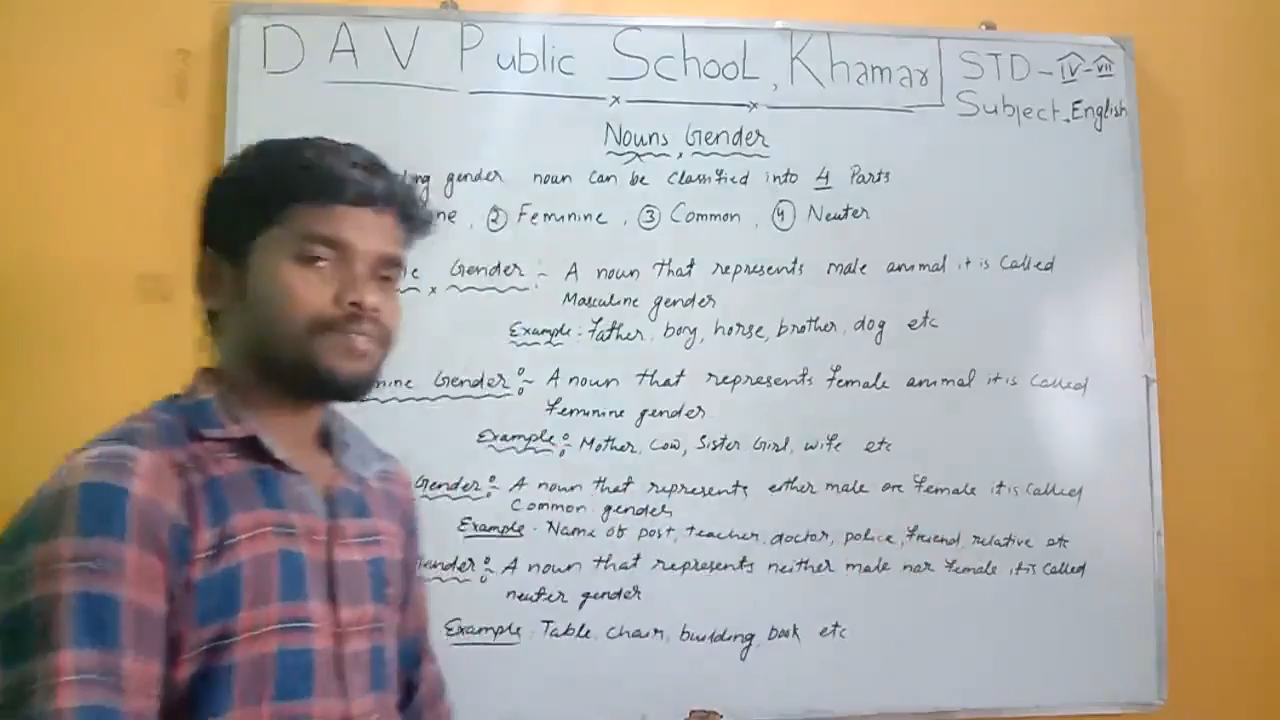 DAV Public School, Khamar
STD - IV - VII
Subject. English
Nouns Gender
gender noun can be classified into 4 Parts
② Feminine, ③ Common, ④ Neuter
Gender :- A noun that represents male animal it is called
Masculine gender
Example : Father, boy, horse, brother, dog etc
Gender :- A noun that represents female animal it is called
Feminine gender
Example : Mother, Cow, Sister Girl, wife etc
Gender :- A noun that represents either male or female it is called
Common gender
Example - Name of post, teacher, doctor, police, friend, relative etc
A noun that represents neither male nor female it is called
neuter gender
Example : Table, chair, building, book etc